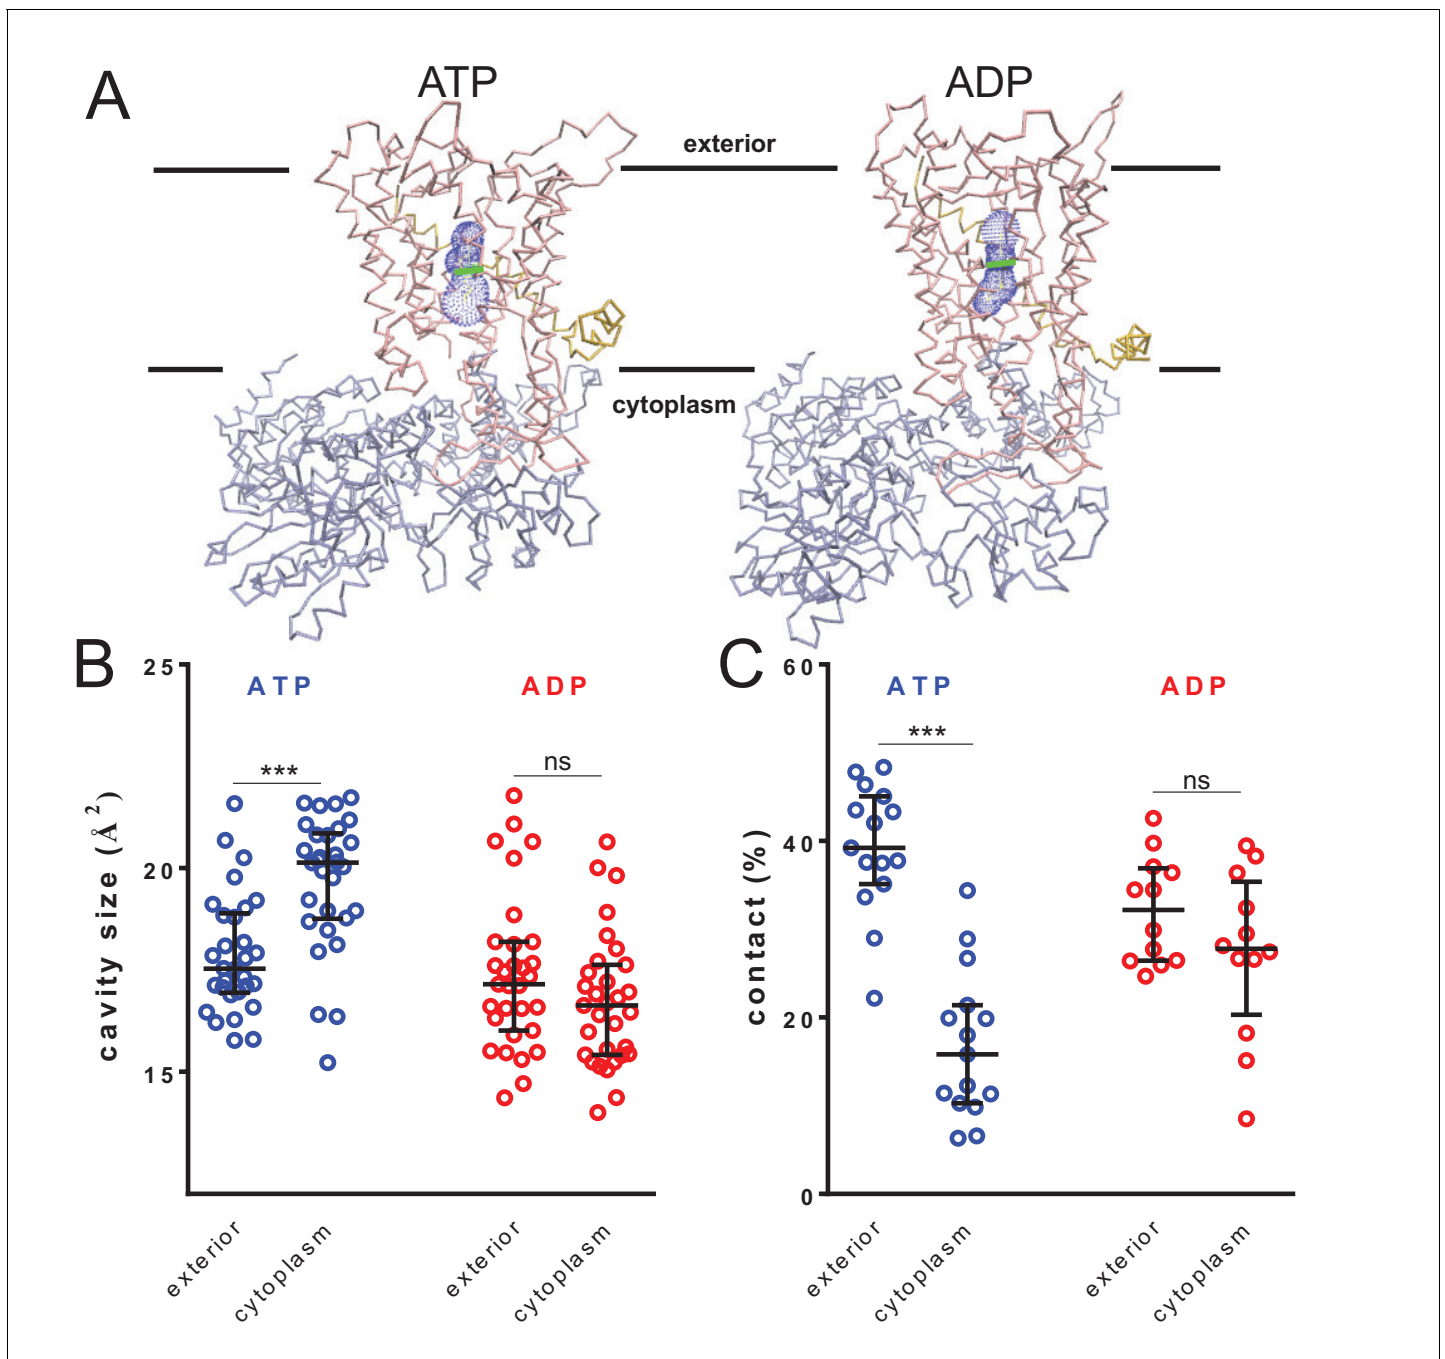 A
ATP
ADP
exterior
cytoplasm
B
25
20
15
cavity size (Å²)
ATP
ADP
***
ns
exterior
cytoplasm
exterior
cytoplasm
C
60
40
20
0
contact (%)
ATP
ADP
***
ns
exterior
cytoplasm
exterior
cytoplasm